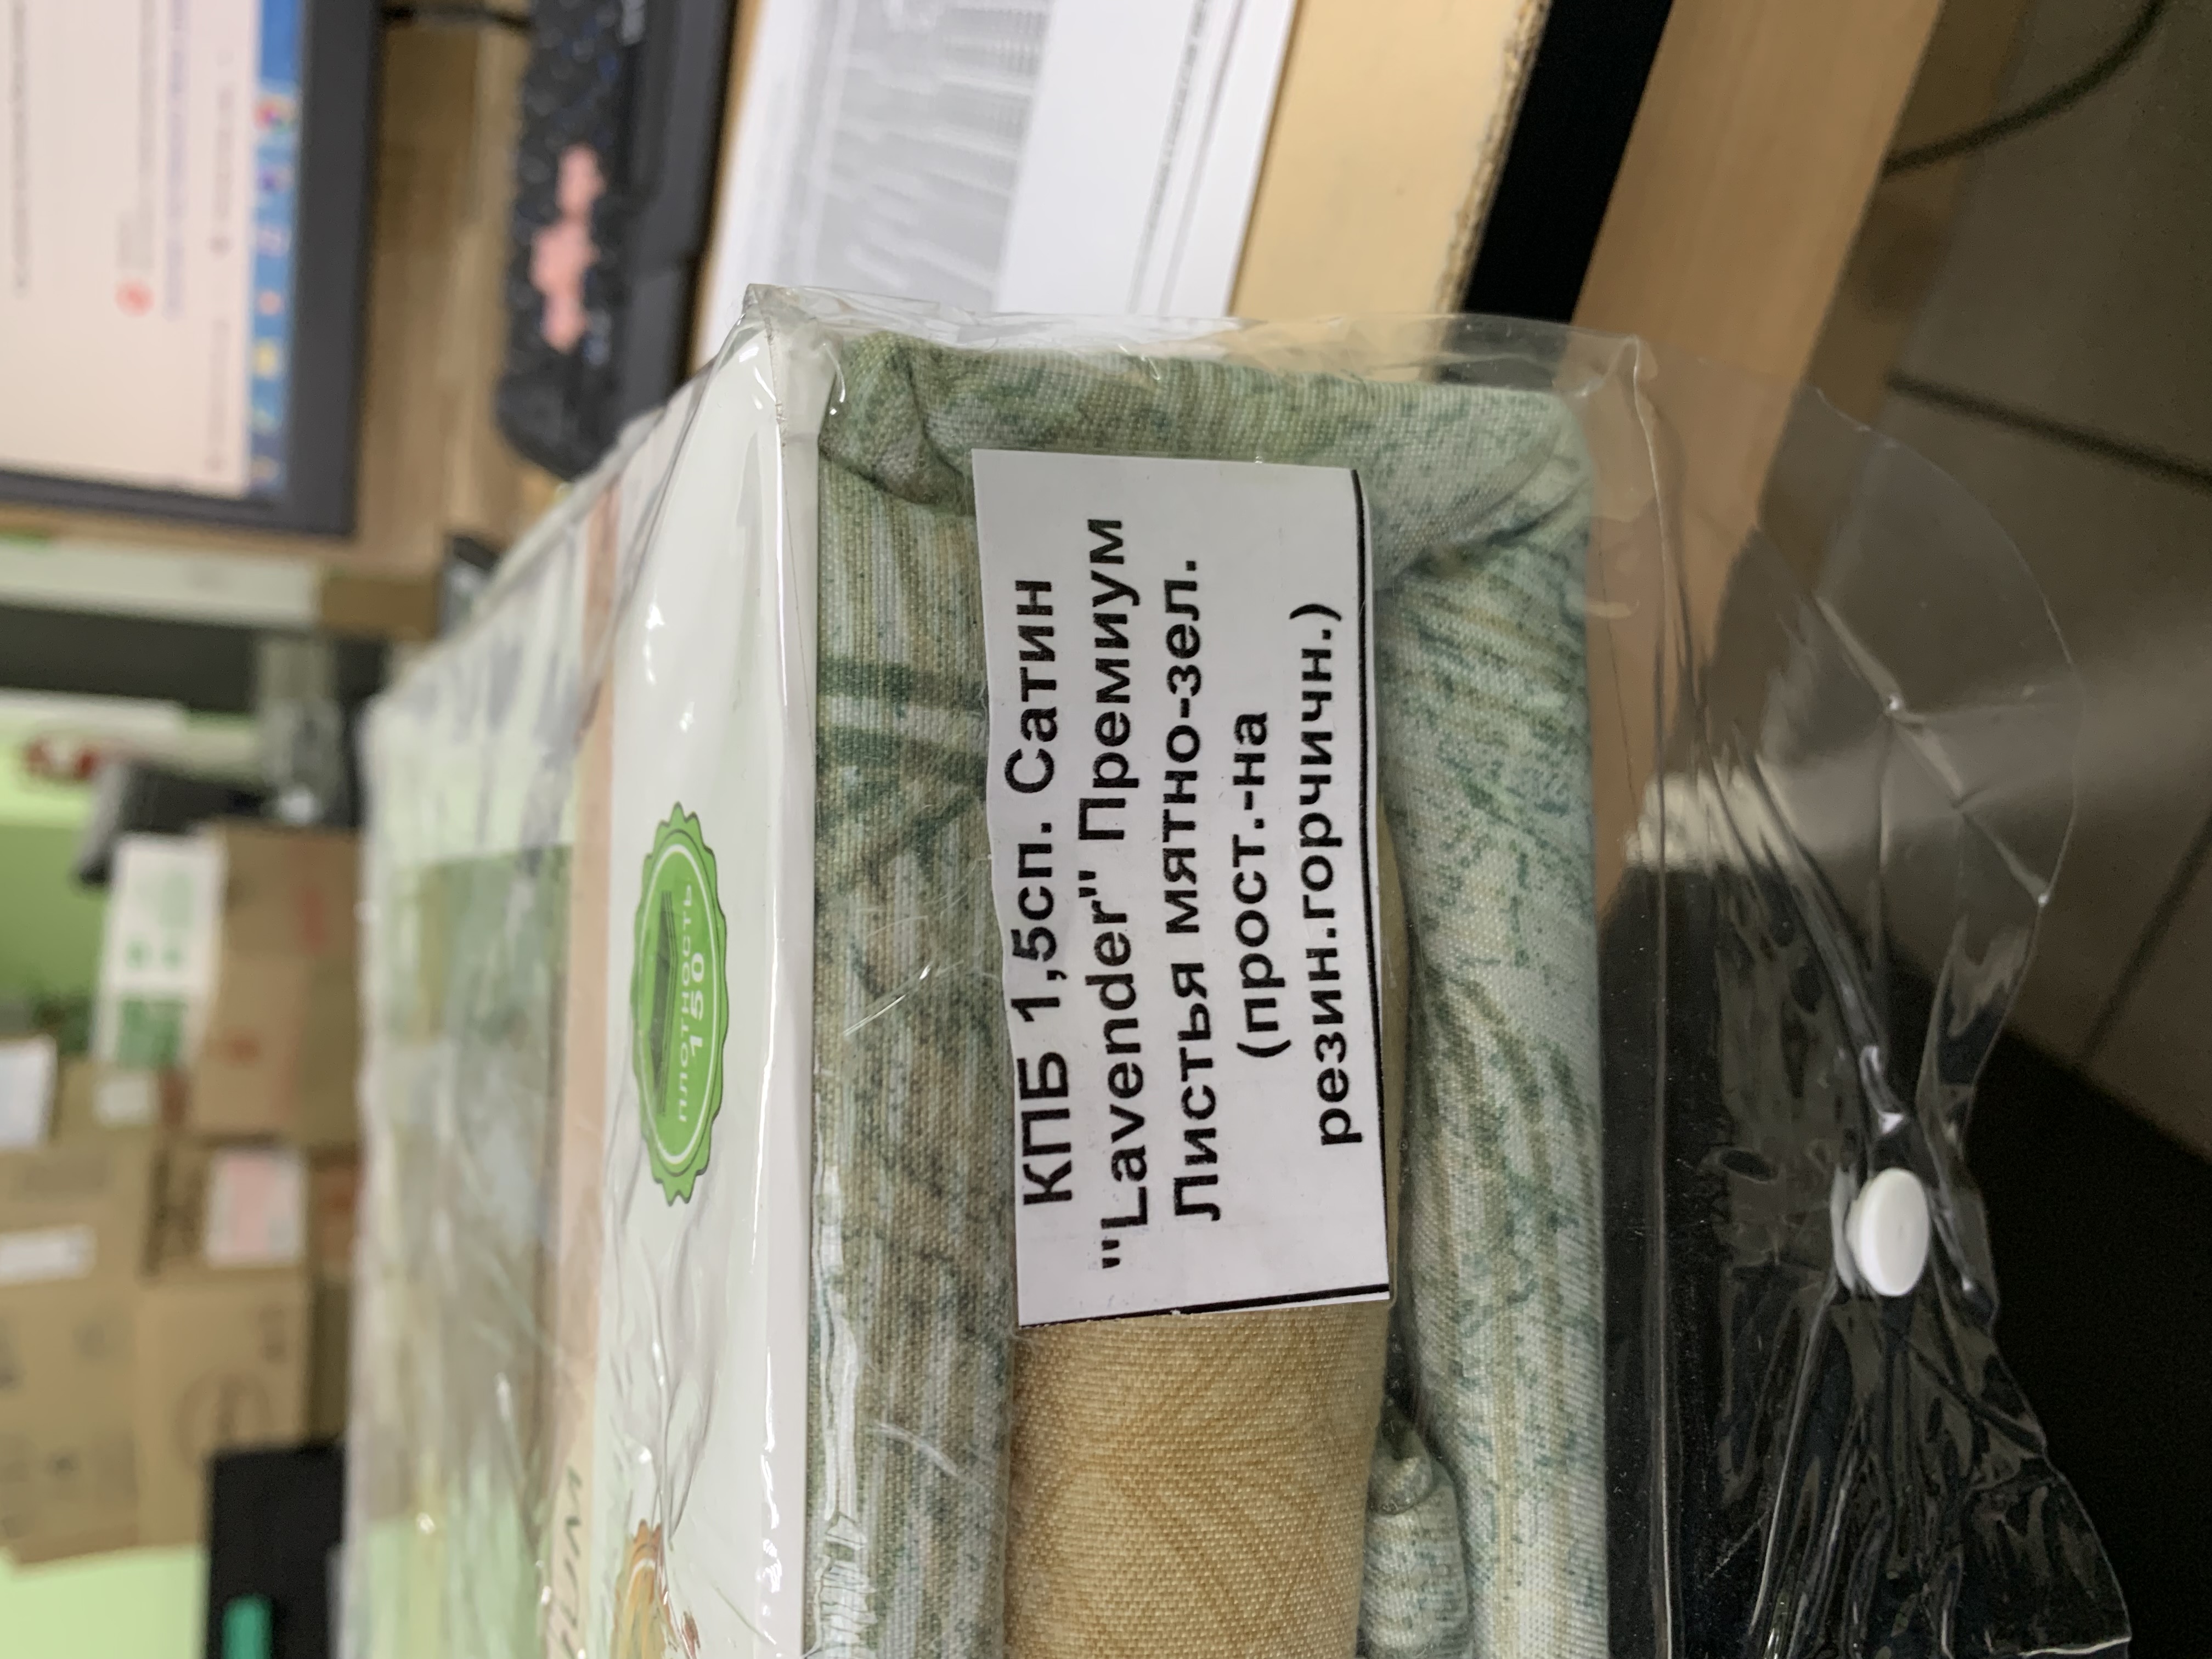 КПБ 1,5сп. Сатин
"Lavender" Премиум
Листья мятно-зел.
(прост.-на
резин.горчичн.)
ПЛОТНОСТЬ
150